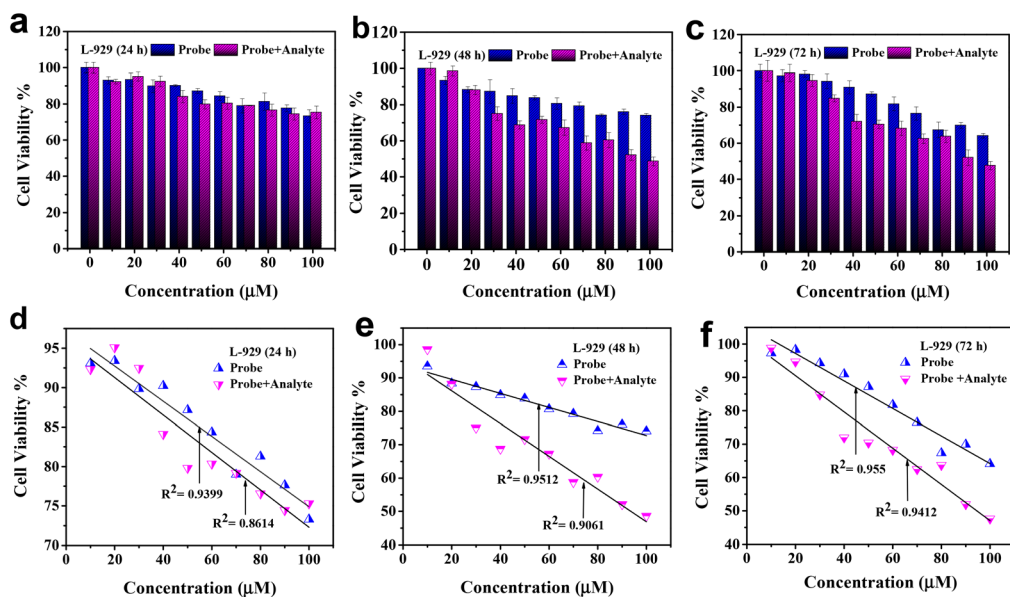 a
L-929 (24 h) Probe Probe+Analyte
120
100
80
60
40
20
0
0 20 40 60 80 100
Cell Viability %
Concentration (μM)
b
L-929 (48 h) Probe Probe+Analyte
120
100
80
60
40
20
0
0 20 40 60 80 100
Cell Viability %
Concentration (μM)
c
L-929 (72 h) Probe Probe+Analyte
120
100
80
60
40
20
0
0 20 40 60 80 100
Cell Viability %
Concentration (μM)
d
L-929 (24 h)
Probe
Probe+Analyte
95
90
85
80
75
70
R²= 0.9399
R²= 0.8614
0 20 40 60 80 100
Cell Viability %
Concentration (μM)
e
L-929 (48 h)
Probe
Probe+Analyte
100
90
80
70
60
50
40
R²= 0.9512
R²= 0.9061
0 20 40 60 80 100
Cell Viability %
Concentration (μM)
f
L-929 (72 h)
Probe
Probe +Analyte
100
90
80
70
60
50
40
R²= 0.955
R²= 0.9412
0 20 40 60 80 100
Cell Viability %
Concentration (μM)